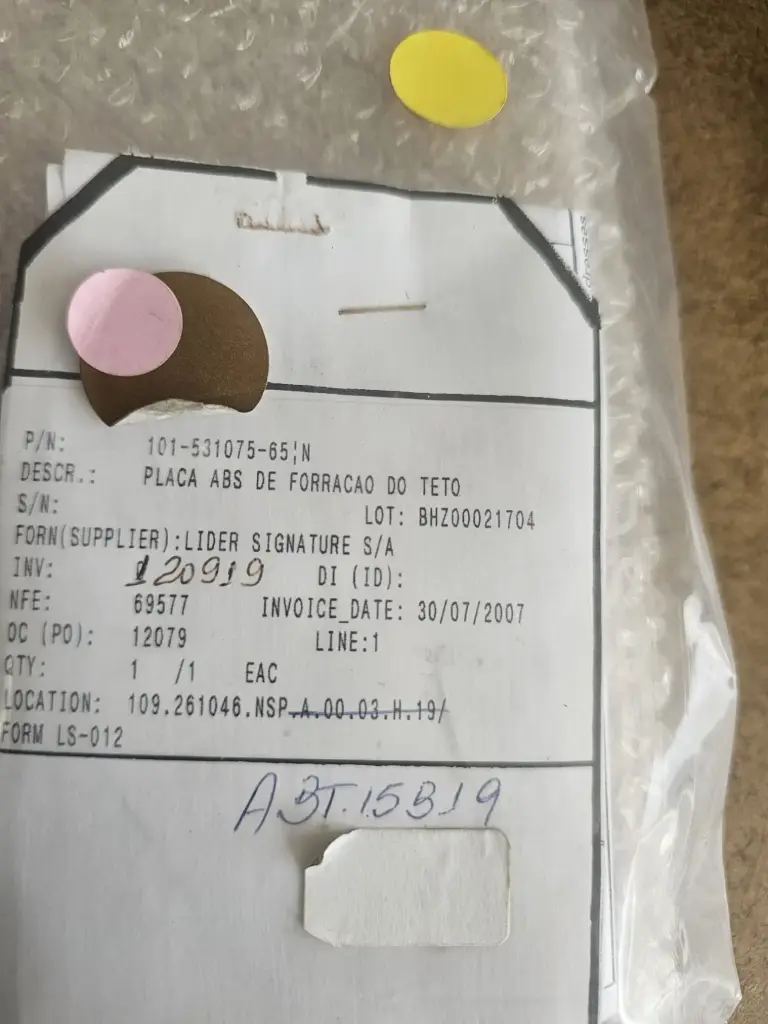 P/N: 101-531075-65¦N
DESCR.: PLACA ABS DE FORRACAO DO TETO
S/N: LOT: BHZ00021704
FORN(SUPPLIER):LIDER SIGNATURE S/A
INV: 120919 DI (ID):
NFE: 69577 INVOICE_DATE: 30/07/2007
OC (PO): 12079 LINE:1
QTY: 1 /1 EAC
LOCATION: 109.261046.NSP.A.00.03.H.19/
FORM LS-012
ABT.15B19